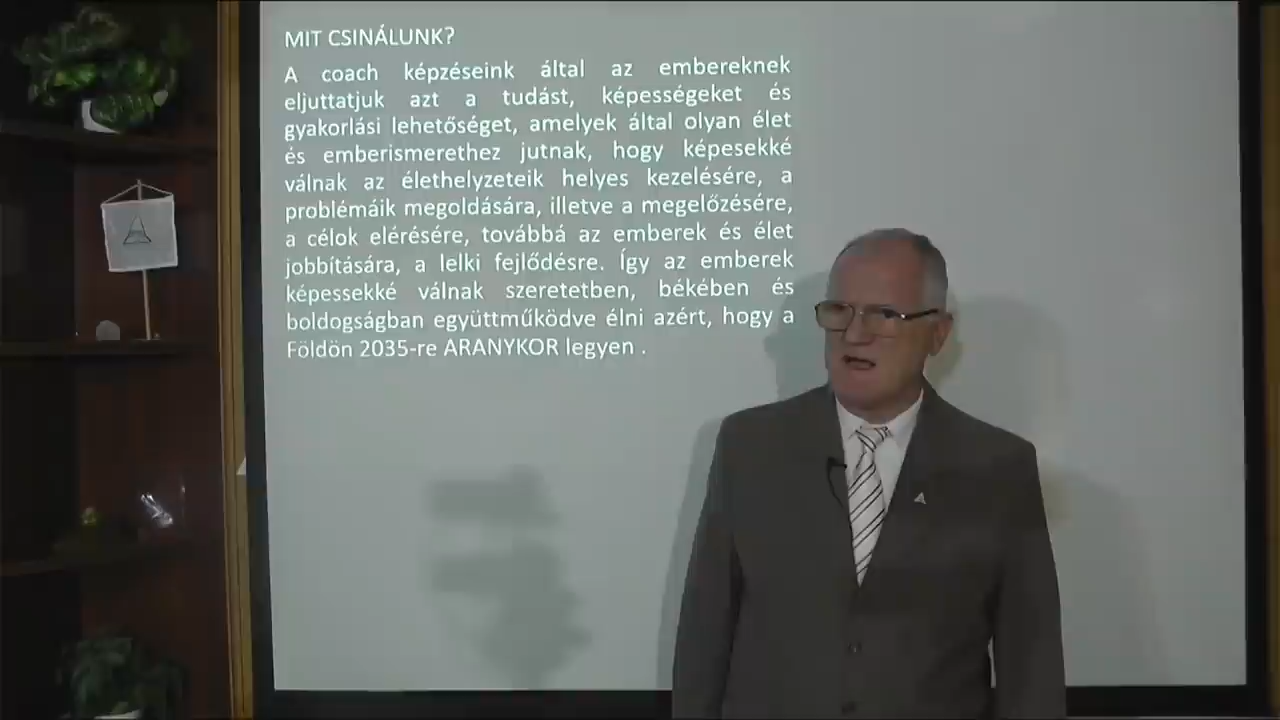 MIT CSINÁLUNK?
A coach képzéseink által az embereknek
eljuttatjuk azt a tudást, képességeket és
gyakorlási lehetőséget, amelyek által olyan élet
és emberismerethez jutnak, hogy képesekké
válnak az élethelyzeteik helyes kezelésére, a
problémáik megoldására, illetve a megelőzésére,
a célok elérésére, továbbá az emberek és élet
jobbítására, a lelki fejlődésre. Így az emberek
képessekké válnak szeretetben, békében és
boldogságban együttműködve élni azért, hogy a
Földön 2035-re ARANYKOR legyen .